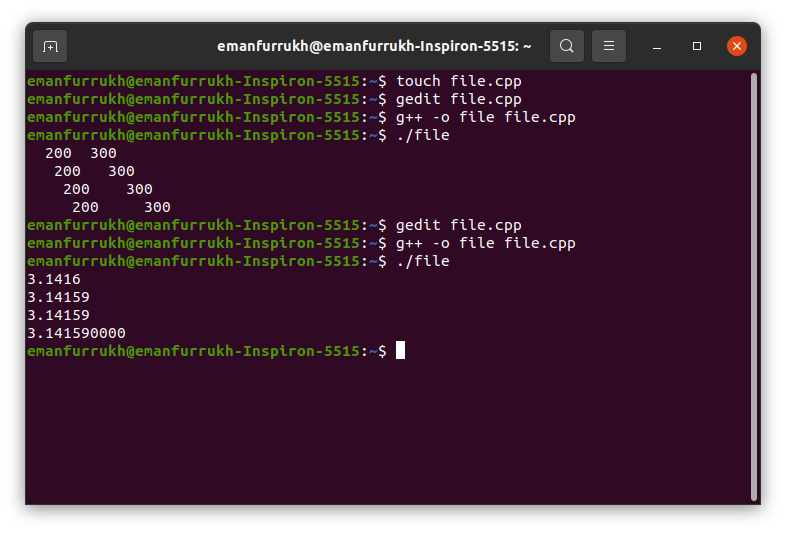 emanfurrukh@emanfurrukh-Inspiron-5515: ~
emanfurrukh@emanfurrukh-Inspiron-5515:~$ touch file.cpp
emanfurrukh@emanfurrukh-Inspiron-5515:~$ gedit file.cpp
emanfurrukh@emanfurrukh-Inspiron-5515:~$ g++ -o file file.cpp
emanfurrukh@emanfurrukh-Inspiron-5515:~$ ./file
  200  300
   200   300
    200    300
     200     300
emanfurrukh@emanfurrukh-Inspiron-5515:~$ gedit file.cpp
emanfurrukh@emanfurrukh-Inspiron-5515:~$ g++ -o file file.cpp
emanfurrukh@emanfurrukh-Inspiron-5515:~$ ./file
3.1416
3.14159
3.14159
3.141590000
emanfurrukh@emanfurrukh-Inspiron-5515:~$